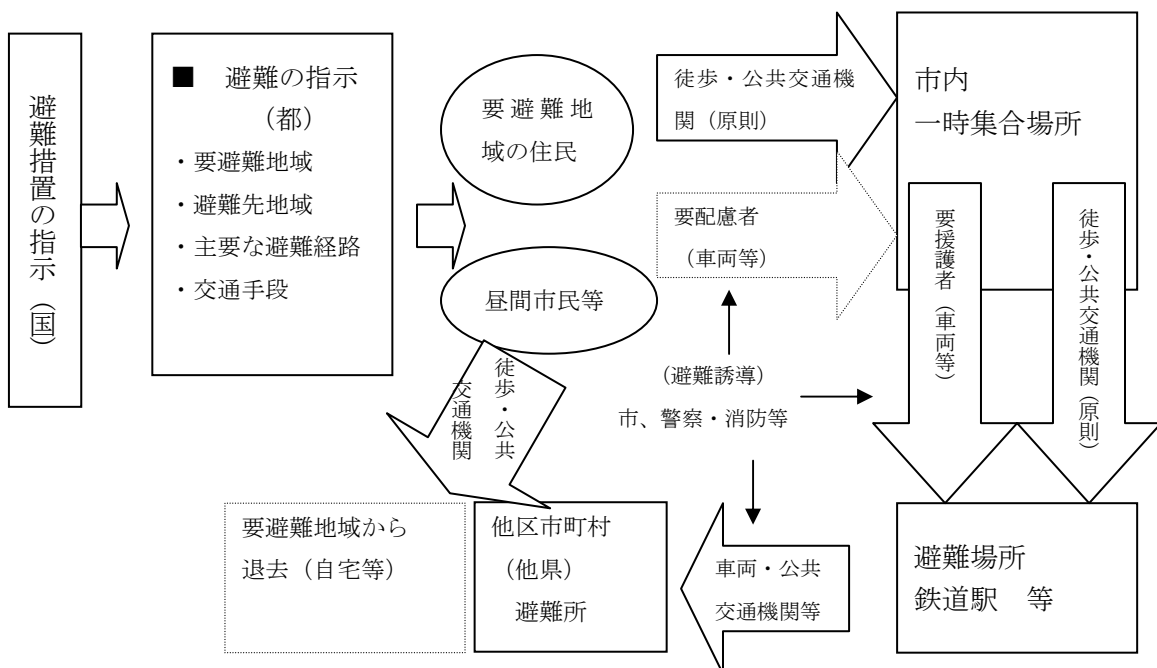 避難措置の指示（国）
■　避難の指示
（都）
・要避難地域
・避難先地域
・主要な避難経路
・交通手段
要避難地
域の住民
昼間市民等
徒歩・公共交通機
関（原則）
要配慮者
（車両等）
市内
一時集合場所
要援護者（車両等）
徒歩・公共交通機関（原則）
（避難誘導）
市、警察・消防等
徒歩・公共
交通機関
要避難地域から
退去（自宅等）
他区市町村
（他県）
避難所
車両・公共
交通機関等
避難場所
鉄道駅　等